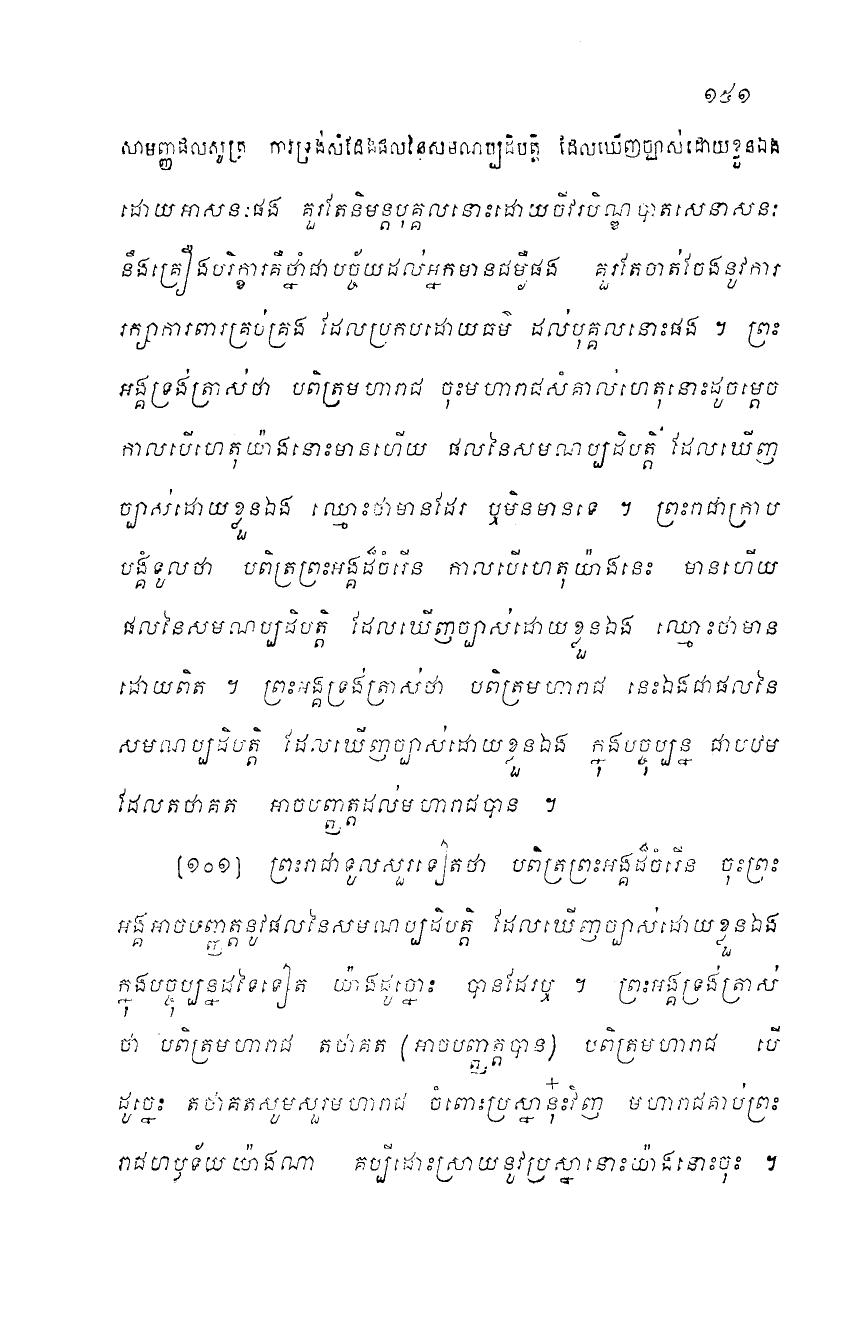 ១៥១
សាមញ្ញផលសូត្រ ការទ្រង់សំដែងផលនៃសមណប្បដិបត្តិ ដែលឃើញច្បាស់ដោយខ្លួនឯង
ដោយអាសនៈផង គួរតែនិមន្តបុគ្គលនោះដោយចីវរបិណ្ឌបាតសេនាសនៈ
នឹងគ្រឿងបរិក្ខារគឺថ្នាំជាបច្ច័យដល់អ្នកមានជម្ងឺផង គួរតែចាត់ចែងនូវការ
រក្សាការពារគ្រប់គ្រង ដែលប្រកបដោយធម៌ ដល់បុគ្គលនោះផង ។ ព្រះ
អង្គទ្រង់ត្រាស់ថា បពិត្រមហារាជ ចុះមហារាជសំគាល់ហេតុនោះដូចម្តេច
កាលបើហេតុយ៉ាងនោះមានហើយ ផលនៃសមណប្បដិបត្តិ ដែលឃើញ
ច្បាស់ដោយខ្លួនឯង ឈ្មោះថាមានដែរ ឬមិនមានទេ ។ ព្រះរាជាក្រាប
បង្គំទូលថា បពិត្រព្រះអង្គដ៏ចំរើន កាលបើហេតុយ៉ាងនេះ មានហើយ
ផលនៃសមណប្បដិបត្តិ ដែលឃើញច្បាស់ដោយខ្លួនឯង ឈ្មោះថាមាន
ដោយពិត ។ ព្រះអង្គទ្រង់ត្រាស់ថា បពិត្រមហារាជ នេះឯងជាផលនៃ
សមណប្បដិបត្តិ ដែលឃើញច្បាស់ដោយខ្លួនឯង ក្នុងបច្ចុប្បន្ន ជាបឋម
ដែលតថាគត អាចបញ្ញត្តដល់មហារាជបាន ។
[១០១] ព្រះរាជាទូលសួរទៀតថា បពិត្រព្រះអង្គដ៏ចំរើន ចុះព្រះ
អង្គអាចបញ្ញត្តនូវផលនៃសមណប្បដិបត្តិ ដែលឃើញច្បាស់ដោយខ្លួនឯង
ក្នុងបច្ចុប្បន្នដទៃទៀត យ៉ាងដូច្នោះ បានដែរឬ ។ ព្រះអង្គទ្រង់ត្រាស់
ថា បពិត្រមហារាជ តថាគត (អាចបញ្ញត្តបាន) បពិត្រមហារាជ បើ
ដូច្នេះ តថាគតសូមសួរមហារាជ ចំពោះប្រស្នានុ៎ះវិញ មហារាជគាប់ព្រះ
រាជហឫទ័យយ៉ាងណា គប្បីដោះស្រាយនូវប្រស្នានោះយ៉ាងនោះចុះ ។